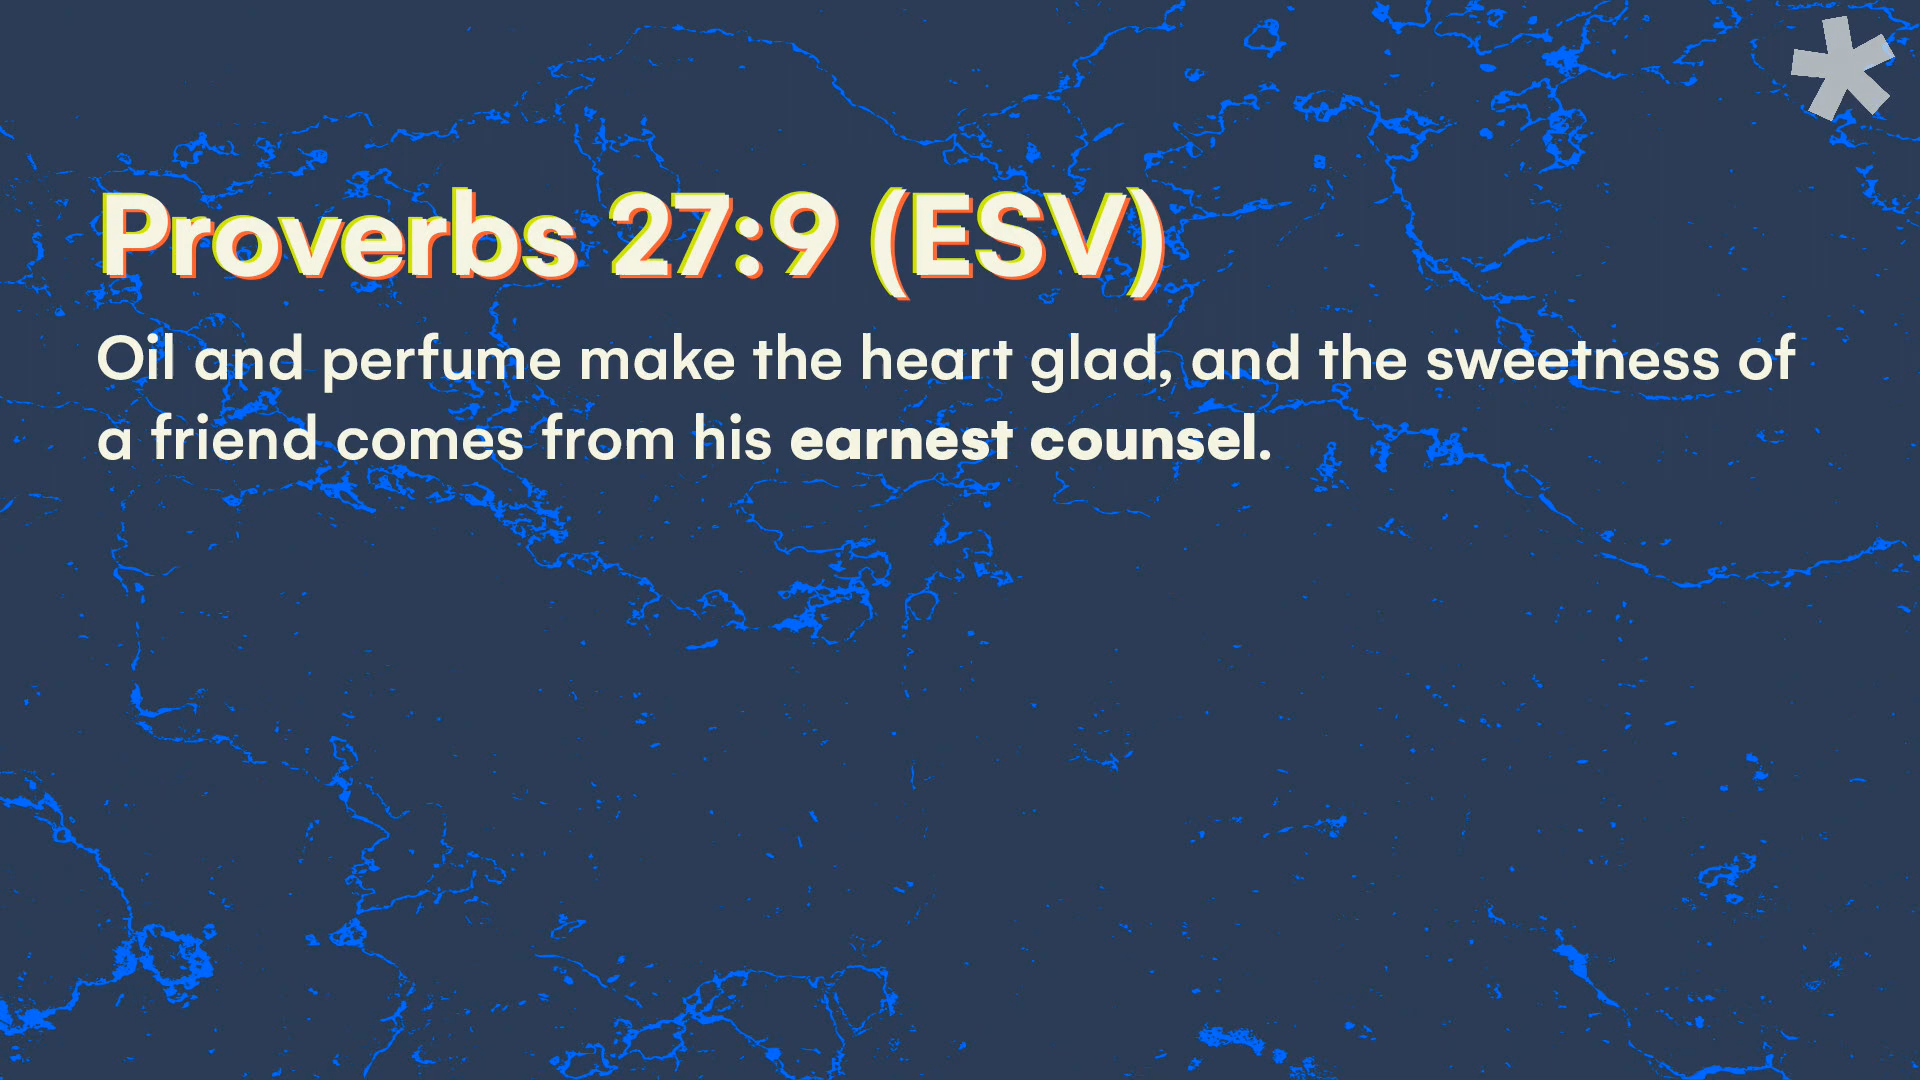 Proverbs 27:9 (ESV)
Oil and perfume make the heart glad, and the sweetness of
a friend comes from his earnest counsel.